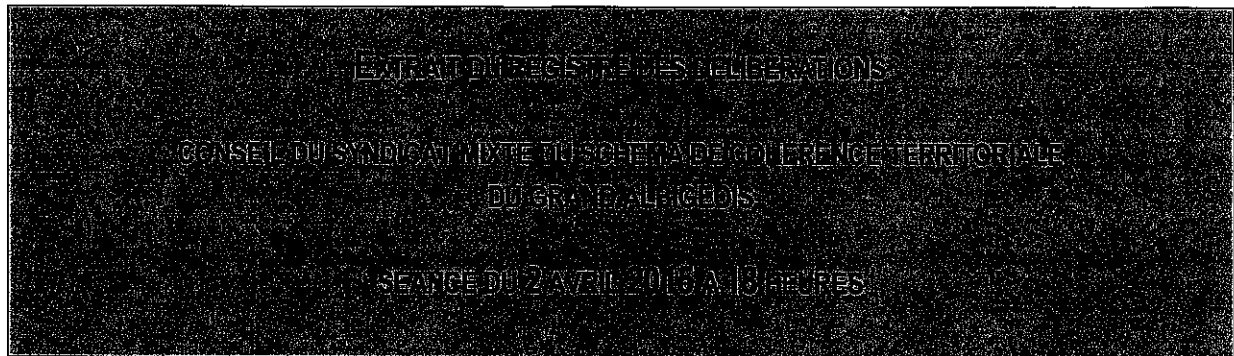 EXTRAIT DU REGISTRE DES DELIBERATIONS
CONSEIL DU SYNDICAT MIXTE DU SCHEMA DE COHERENCE TERRITORIALE
DU GRAND ALBIGEOIS
SEANCE DU 2 AVRIL 2016 A 18 HEURES